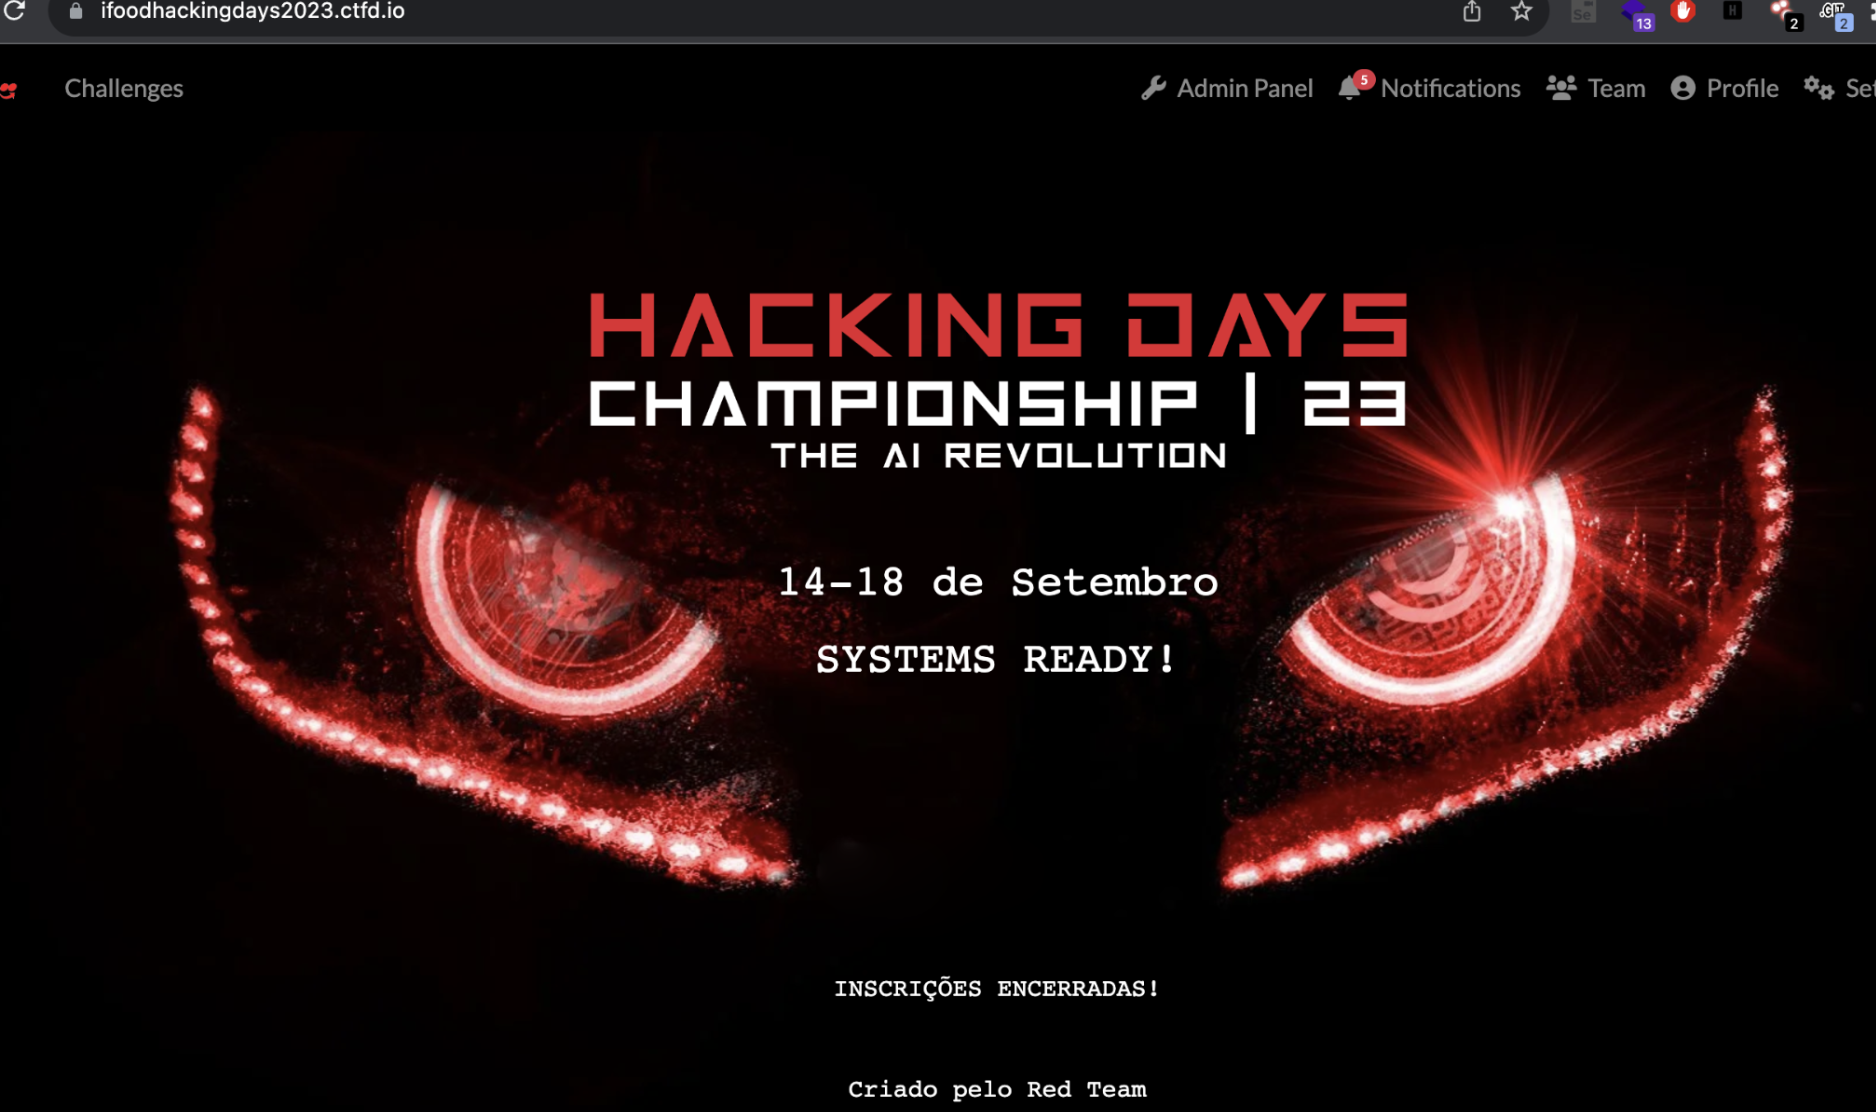 ifoodhackingdays2023.ctfd.io
13
2
.GIT
2
Challenges
Admin Panel
5
Notifications
Team
Profile
HACKING DAYS
CHAMPIONSHIP | 23
THE AI REVOLUTION
14-18 de Setembro
SYSTEMS READY!
INSCRIÇÕES ENCERRADAS!
Criado pelo Red Team